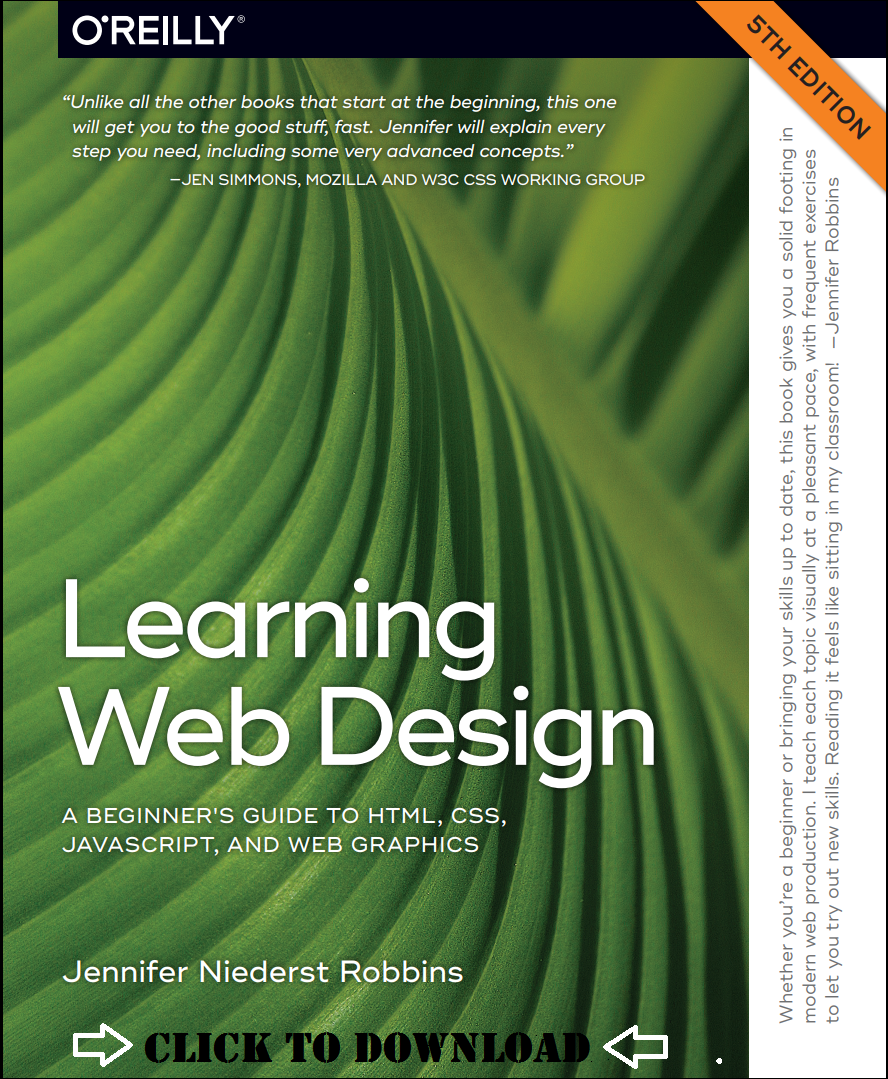 O'REILLY®
5TH EDITION
“Unlike all the other books that start at the beginning, this one
will get you to the good stuff, fast. Jennifer will explain every
step you need, including some very advanced concepts.”
—JEN SIMMONS, MOZILLA AND W3C CSS WORKING GROUP
Learning
Web Design
A BEGINNER'S GUIDE TO HTML, CSS,
JAVASCRIPT, AND WEB GRAPHICS
Jennifer Niederst Robbins
CLICK TO DOWNLOAD
Whether you’re a beginner or bringing your skills up to date, this book gives you a solid footing in
modern web production. I teach each topic visually at a pleasant pace, with frequent exercises
to let you try out new skills. Reading it feels like sitting in my classroom! —Jennifer Robbins